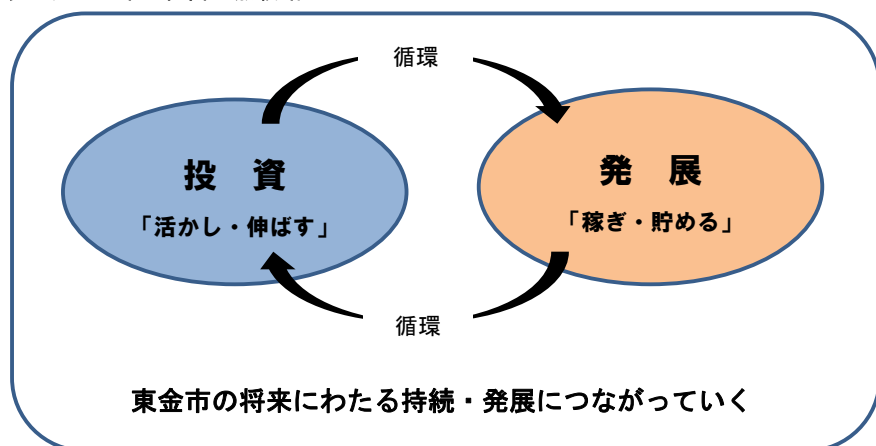 循環
投 資
「活かし・伸ばす」
発 展
「稼ぎ・貯める」
循環
東金市の将来にわたる持続・発展につながっていく